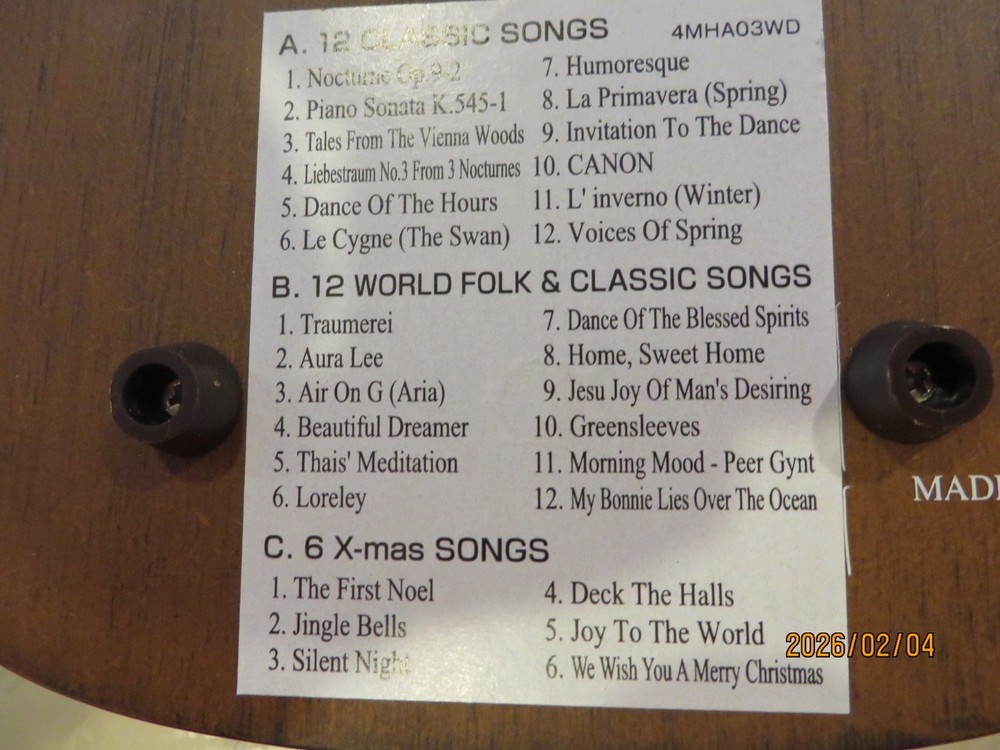 A. 12 CLASSIC SONGS
4MHA03WD
1. Nocturne Op.9-2
2. Piano Sonata K.545-1
3. Tales From The Vienna Woods
4. Liebestraum No.3 From 3 Nocturnes
5. Dance Of The Hours
6. Le Cygne (The Swan)
7. Humoresque
8. La Primavera (Spring)
9. Invitation To The Dance
10. CANON
11. L' inverno (Winter)
12. Voices Of Spring
B. 12 WORLD FOLK & CLASSIC SONGS
1. Traumerei
2. Aura Lee
3. Air On G (Aria)
4. Beautiful Dreamer
5. Thais' Meditation
6. Loreley
7. Dance Of The Blessed Spirits
8. Home, Sweet Home
9. Jesu Joy Of Man's Desiring
10. Greensleeves
11. Morning Mood - Peer Gynt
12. My Bonnie Lies Over The Ocean
C. 6 X-mas SONGS
1. The First Noel
2. Jingle Bells
3. Silent Night
4. Deck The Halls
5. Joy To The World
6. We Wish You A Merry Christmas
2026/02/04